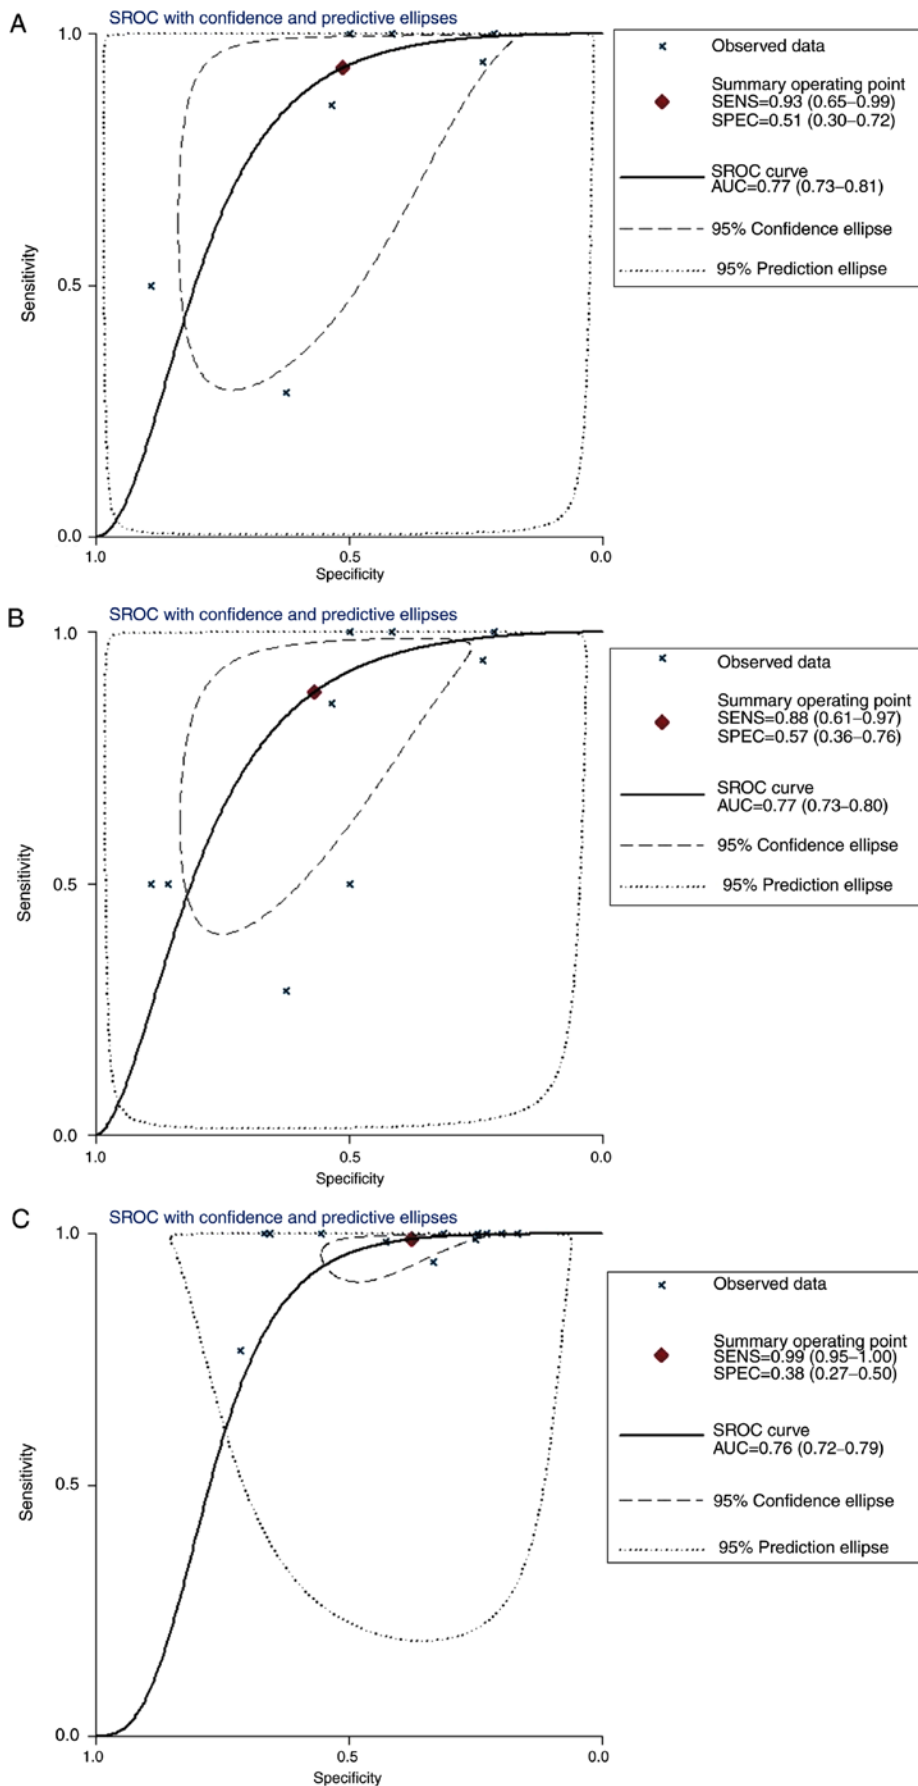 A
SROC with confidence and predictive ellipses
1.0
0.5
0.0
Sensitivity
1.0
0.5
0.0
Specificity
Observed data
Summary operating point
SENS=0.93 (0.65–0.99)
SPEC=0.51 (0.30–0.72)
SROC curve
AUC=0.77 (0.73–0.81)
95% Confidence ellipse
95% Prediction ellipse
B
SROC with confidence and predictive ellipses
1.0
0.5
0.0
Sensitivity
1.0
0.5
0.0
Specificity
Observed data
Summary operating point
SENS=0.88 (0.61–0.97)
SPEC=0.57 (0.36–0.76)
SROC curve
AUC=0.77 (0.73–0.80)
95% Confidence ellipse
95% Prediction ellipse
C
SROC with confidence and predictive ellipses
1.0
0.5
0.0
Sensitivity
1.0
0.5
0.0
Specificity
Observed data
Summary operating point
SENS=0.99 (0.95–1.00)
SPEC=0.38 (0.27–0.50)
SROC curve
AUC=0.76 (0.72–0.79)
95% Confidence ellipse
95% Prediction ellipse